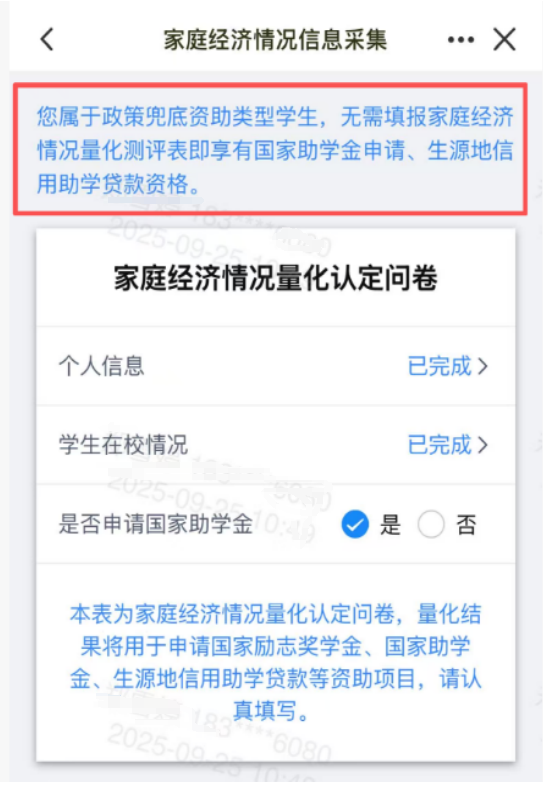 家庭经济情况信息采集
您属于政策兜底资助类型学生，无需填报家庭经济
情况量化测评表即享有国家助学金申请、生源地信
用助学贷款资格。
家庭经济情况量化认定问卷
个人信息 已完成
学生在校情况 已完成
是否申请国家助学金 是 否
本表为家庭经济情况量化认定问卷，量化结
果将用于申请国家励志奖学金、国家助学
金、生源地信用助学贷款等资助项目，请认
真填写。
183****6080
2025-09-25 10:49